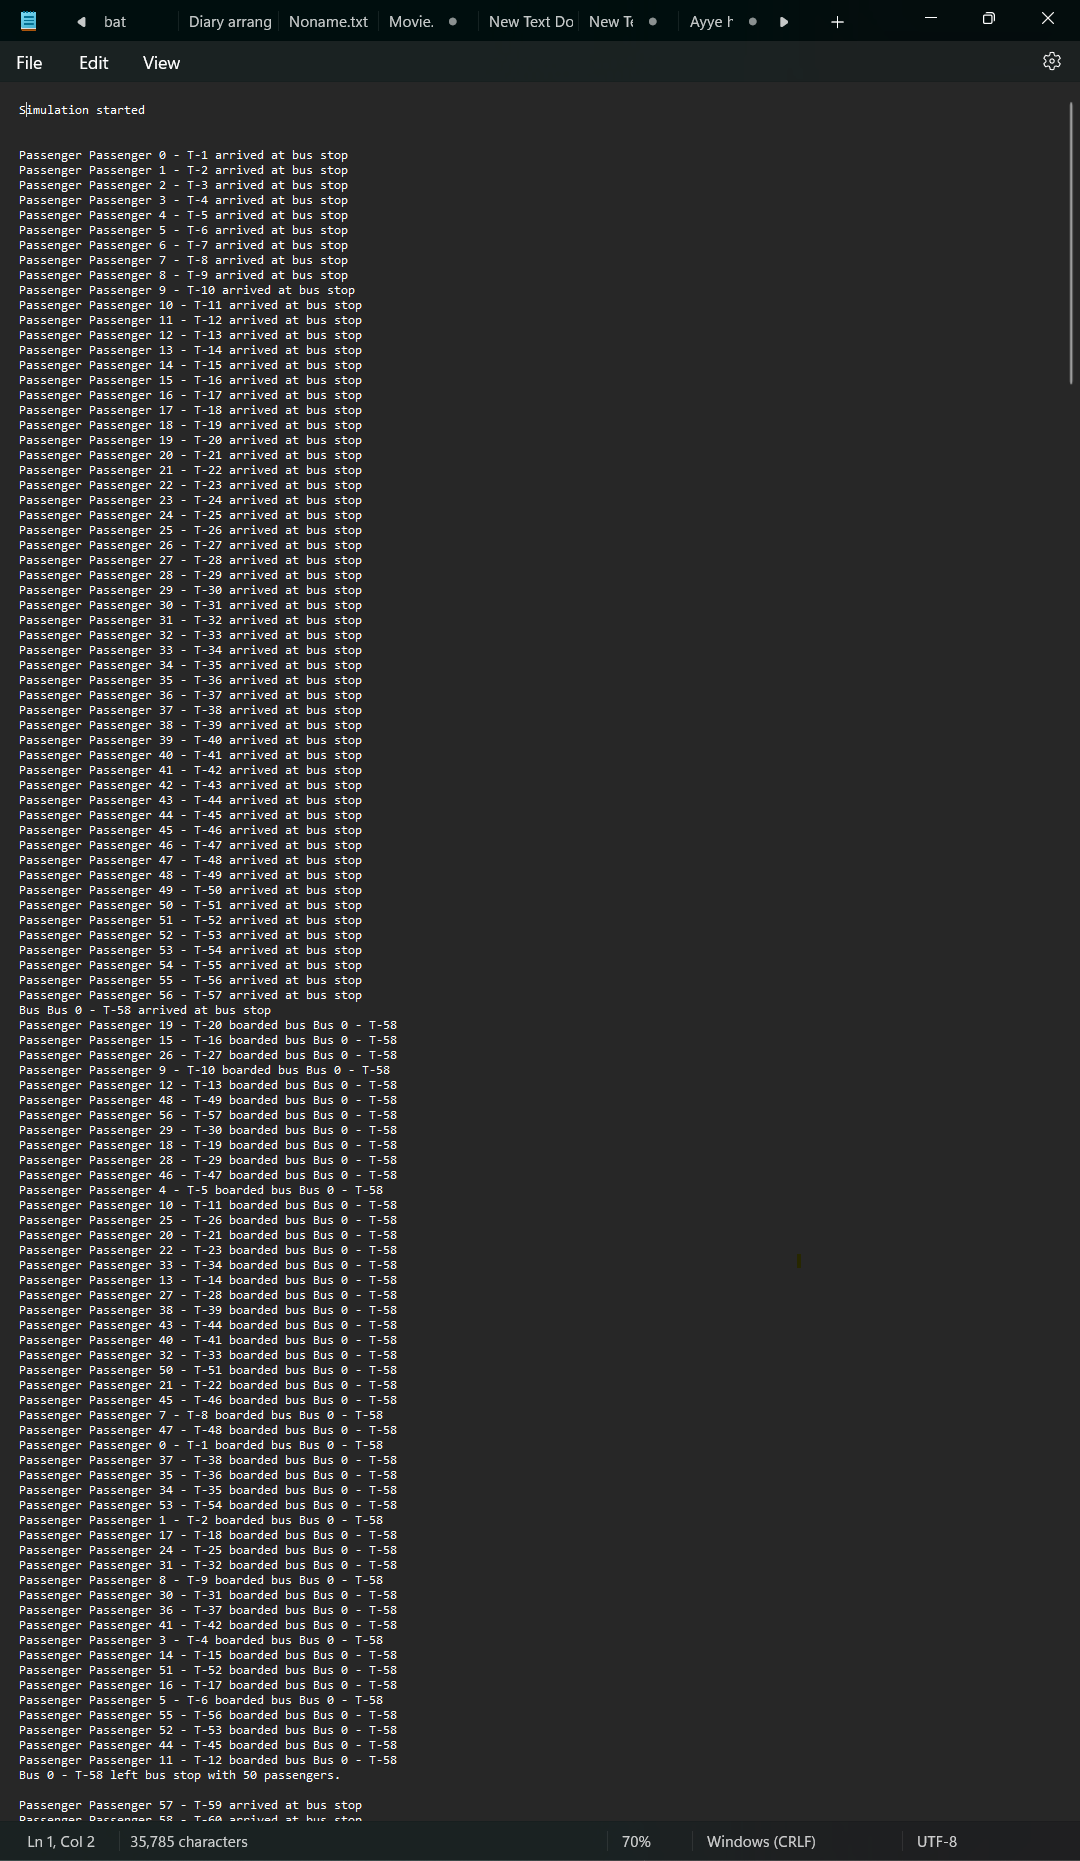 bat
Diary arrang
Noname.txt
Movie.
New Text Do
New Te
Ayye h
File
Edit
View
Simulation started
Passenger Passenger 0 - T-1 arrived at bus stop
Passenger Passenger 1 - T-2 arrived at bus stop
Passenger Passenger 2 - T-3 arrived at bus stop
Passenger Passenger 3 - T-4 arrived at bus stop
Passenger Passenger 4 - T-5 arrived at bus stop
Passenger Passenger 5 - T-6 arrived at bus stop
Passenger Passenger 6 - T-7 arrived at bus stop
Passenger Passenger 7 - T-8 arrived at bus stop
Passenger Passenger 8 - T-9 arrived at bus stop
Passenger Passenger 9 - T-10 arrived at bus stop
Passenger Passenger 10 - T-11 arrived at bus stop
Passenger Passenger 11 - T-12 arrived at bus stop
Passenger Passenger 12 - T-13 arrived at bus stop
Passenger Passenger 13 - T-14 arrived at bus stop
Passenger Passenger 14 - T-15 arrived at bus stop
Passenger Passenger 15 - T-16 arrived at bus stop
Passenger Passenger 16 - T-17 arrived at bus stop
Passenger Passenger 17 - T-18 arrived at bus stop
Passenger Passenger 18 - T-19 arrived at bus stop
Passenger Passenger 19 - T-20 arrived at bus stop
Passenger Passenger 20 - T-21 arrived at bus stop
Passenger Passenger 21 - T-22 arrived at bus stop
Passenger Passenger 22 - T-23 arrived at bus stop
Passenger Passenger 23 - T-24 arrived at bus stop
Passenger Passenger 24 - T-25 arrived at bus stop
Passenger Passenger 25 - T-26 arrived at bus stop
Passenger Passenger 26 - T-27 arrived at bus stop
Passenger Passenger 27 - T-28 arrived at bus stop
Passenger Passenger 28 - T-29 arrived at bus stop
Passenger Passenger 29 - T-30 arrived at bus stop
Passenger Passenger 30 - T-31 arrived at bus stop
Passenger Passenger 31 - T-32 arrived at bus stop
Passenger Passenger 32 - T-33 arrived at bus stop
Passenger Passenger 33 - T-34 arrived at bus stop
Passenger Passenger 34 - T-35 arrived at bus stop
Passenger Passenger 35 - T-36 arrived at bus stop
Passenger Passenger 36 - T-37 arrived at bus stop
Passenger Passenger 37 - T-38 arrived at bus stop
Passenger Passenger 38 - T-39 arrived at bus stop
Passenger Passenger 39 - T-40 arrived at bus stop
Passenger Passenger 40 - T-41 arrived at bus stop
Passenger Passenger 41 - T-42 arrived at bus stop
Passenger Passenger 42 - T-43 arrived at bus stop
Passenger Passenger 43 - T-44 arrived at bus stop
Passenger Passenger 44 - T-45 arrived at bus stop
Passenger Passenger 45 - T-46 arrived at bus stop
Passenger Passenger 46 - T-47 arrived at bus stop
Passenger Passenger 47 - T-48 arrived at bus stop
Passenger Passenger 48 - T-49 arrived at bus stop
Passenger Passenger 49 - T-50 arrived at bus stop
Passenger Passenger 50 - T-51 arrived at bus stop
Passenger Passenger 51 - T-52 arrived at bus stop
Passenger Passenger 52 - T-53 arrived at bus stop
Passenger Passenger 53 - T-54 arrived at bus stop
Passenger Passenger 54 - T-55 arrived at bus stop
Passenger Passenger 55 - T-56 arrived at bus stop
Passenger Passenger 56 - T-57 arrived at bus stop
Bus Bus 0 - T-58 arrived at bus stop
Passenger Passenger 19 - T-20 boarded bus Bus 0 - T-58
Passenger Passenger 15 - T-16 boarded bus Bus 0 - T-58
Passenger Passenger 26 - T-27 boarded bus Bus 0 - T-58
Passenger Passenger 9 - T-10 boarded bus Bus 0 - T-58
Passenger Passenger 12 - T-13 boarded bus Bus 0 - T-58
Passenger Passenger 48 - T-49 boarded bus Bus 0 - T-58
Passenger Passenger 56 - T-57 boarded bus Bus 0 - T-58
Passenger Passenger 29 - T-30 boarded bus Bus 0 - T-58
Passenger Passenger 18 - T-19 boarded bus Bus 0 - T-58
Passenger Passenger 28 - T-29 boarded bus Bus 0 - T-58
Passenger Passenger 46 - T-47 boarded bus Bus 0 - T-58
Passenger Passenger 4 - T-5 boarded bus Bus 0 - T-58
Passenger Passenger 10 - T-11 boarded bus Bus 0 - T-58
Passenger Passenger 25 - T-26 boarded bus Bus 0 - T-58
Passenger Passenger 20 - T-21 boarded bus Bus 0 - T-58
Passenger Passenger 22 - T-23 boarded bus Bus 0 - T-58
Passenger Passenger 33 - T-34 boarded bus Bus 0 - T-58
Passenger Passenger 13 - T-14 boarded bus Bus 0 - T-58
Passenger Passenger 27 - T-28 boarded bus Bus 0 - T-58
Passenger Passenger 38 - T-39 boarded bus Bus 0 - T-58
Passenger Passenger 43 - T-44 boarded bus Bus 0 - T-58
Passenger Passenger 40 - T-41 boarded bus Bus 0 - T-58
Passenger Passenger 32 - T-33 boarded bus Bus 0 - T-58
Passenger Passenger 50 - T-51 boarded bus Bus 0 - T-58
Passenger Passenger 21 - T-22 boarded bus Bus 0 - T-58
Passenger Passenger 45 - T-46 boarded bus Bus 0 - T-58
Passenger Passenger 7 - T-8 boarded bus Bus 0 - T-58
Passenger Passenger 47 - T-48 boarded bus Bus 0 - T-58
Passenger Passenger 0 - T-1 boarded bus Bus 0 - T-58
Passenger Passenger 37 - T-38 boarded bus Bus 0 - T-58
Passenger Passenger 35 - T-36 boarded bus Bus 0 - T-58
Passenger Passenger 34 - T-35 boarded bus Bus 0 - T-58
Passenger Passenger 53 - T-54 boarded bus Bus 0 - T-58
Passenger Passenger 1 - T-2 boarded bus Bus 0 - T-58
Passenger Passenger 17 - T-18 boarded bus Bus 0 - T-58
Passenger Passenger 24 - T-25 boarded bus Bus 0 - T-58
Passenger Passenger 31 - T-32 boarded bus Bus 0 - T-58
Passenger Passenger 8 - T-9 boarded bus Bus 0 - T-58
Passenger Passenger 30 - T-31 boarded bus Bus 0 - T-58
Passenger Passenger 36 - T-37 boarded bus Bus 0 - T-58
Passenger Passenger 41 - T-42 boarded bus Bus 0 - T-58
Passenger Passenger 3 - T-4 boarded bus Bus 0 - T-58
Passenger Passenger 14 - T-15 boarded bus Bus 0 - T-58
Passenger Passenger 51 - T-52 boarded bus Bus 0 - T-58
Passenger Passenger 16 - T-17 boarded bus Bus 0 - T-58
Passenger Passenger 5 - T-6 boarded bus Bus 0 - T-58
Passenger Passenger 55 - T-56 boarded bus Bus 0 - T-58
Passenger Passenger 52 - T-53 boarded bus Bus 0 - T-58
Passenger Passenger 44 - T-45 boarded bus Bus 0 - T-58
Passenger Passenger 11 - T-12 boarded bus Bus 0 - T-58
Bus 0 - T-58 left bus stop with 50 passengers.
Passenger Passenger 57 - T-59 arrived at bus stop
Passenger Passenger 58 - T-60 arrived at bus stop
Ln 1, Col 2
35,785 characters
70%
Windows (CRLF)
UTF-8